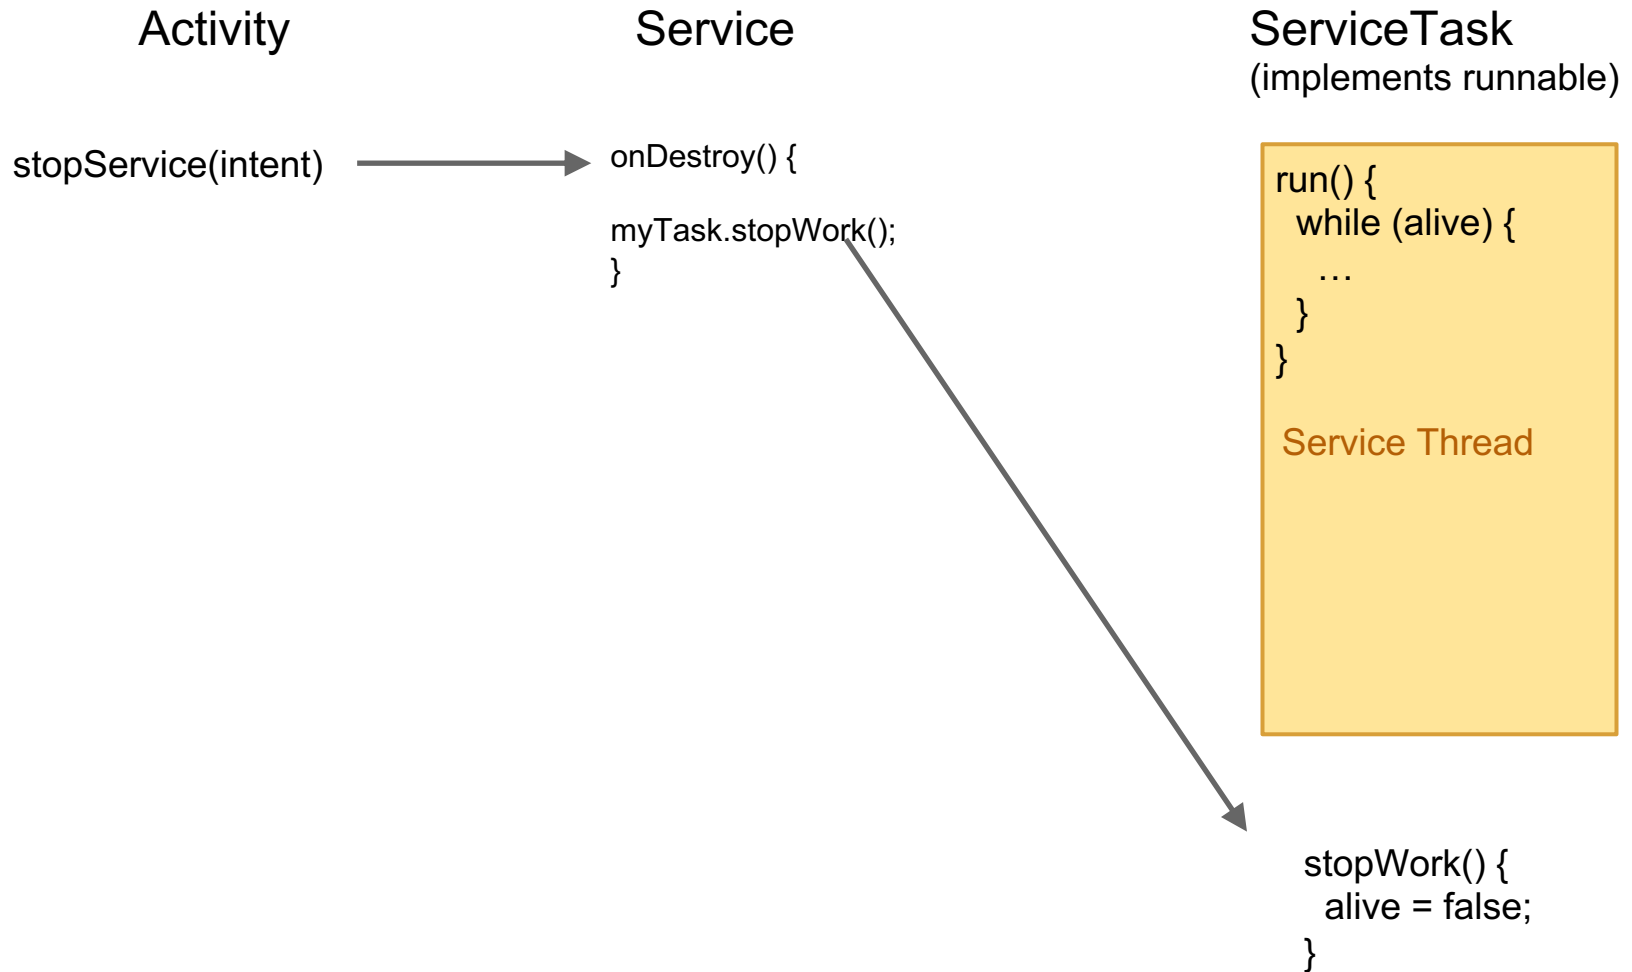 Activity
Service
ServiceTask
(implements runnable)
stopService(intent)
onDestroy() {
myTask.stopWork();
}
run() {
while (alive) {
…
}
}
Service Thread
stopWork() {
alive = false;
}